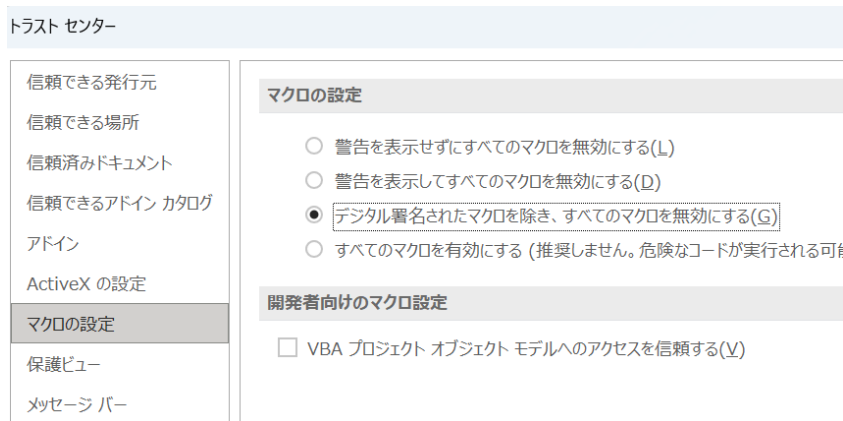 トラスト センター
信頼できる発行元
信頼できる場所
信頼済みドキュメント
信頼できるアドイン カタログ
アドイン
ActiveX の設定
マクロの設定
保護ビュー
メッセージ バー
マクロの設定
警告を表示せずにすべてのマクロを無効にする(L)
警告を表示してすべてのマクロを無効にする(D)
デジタル署名されたマクロを除き、すべてのマクロを無効にする(G)
すべてのマクロを有効にする (推奨しません。危険なコードが実行される可
開発者向けのマクロ設定
VBA プロジェクト オブジェクト モデルへのアクセスを信頼する(V)